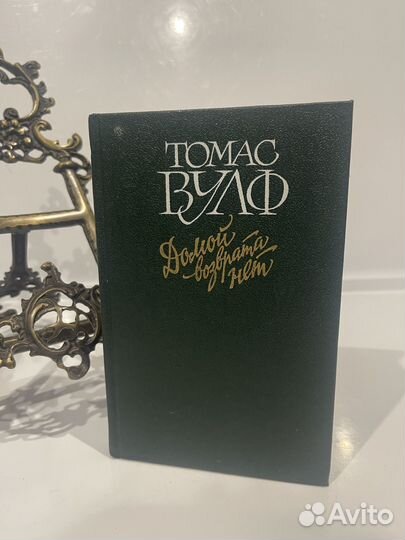 ТОМАС
ВУЛФ
Домой
возврата
нет
Avito